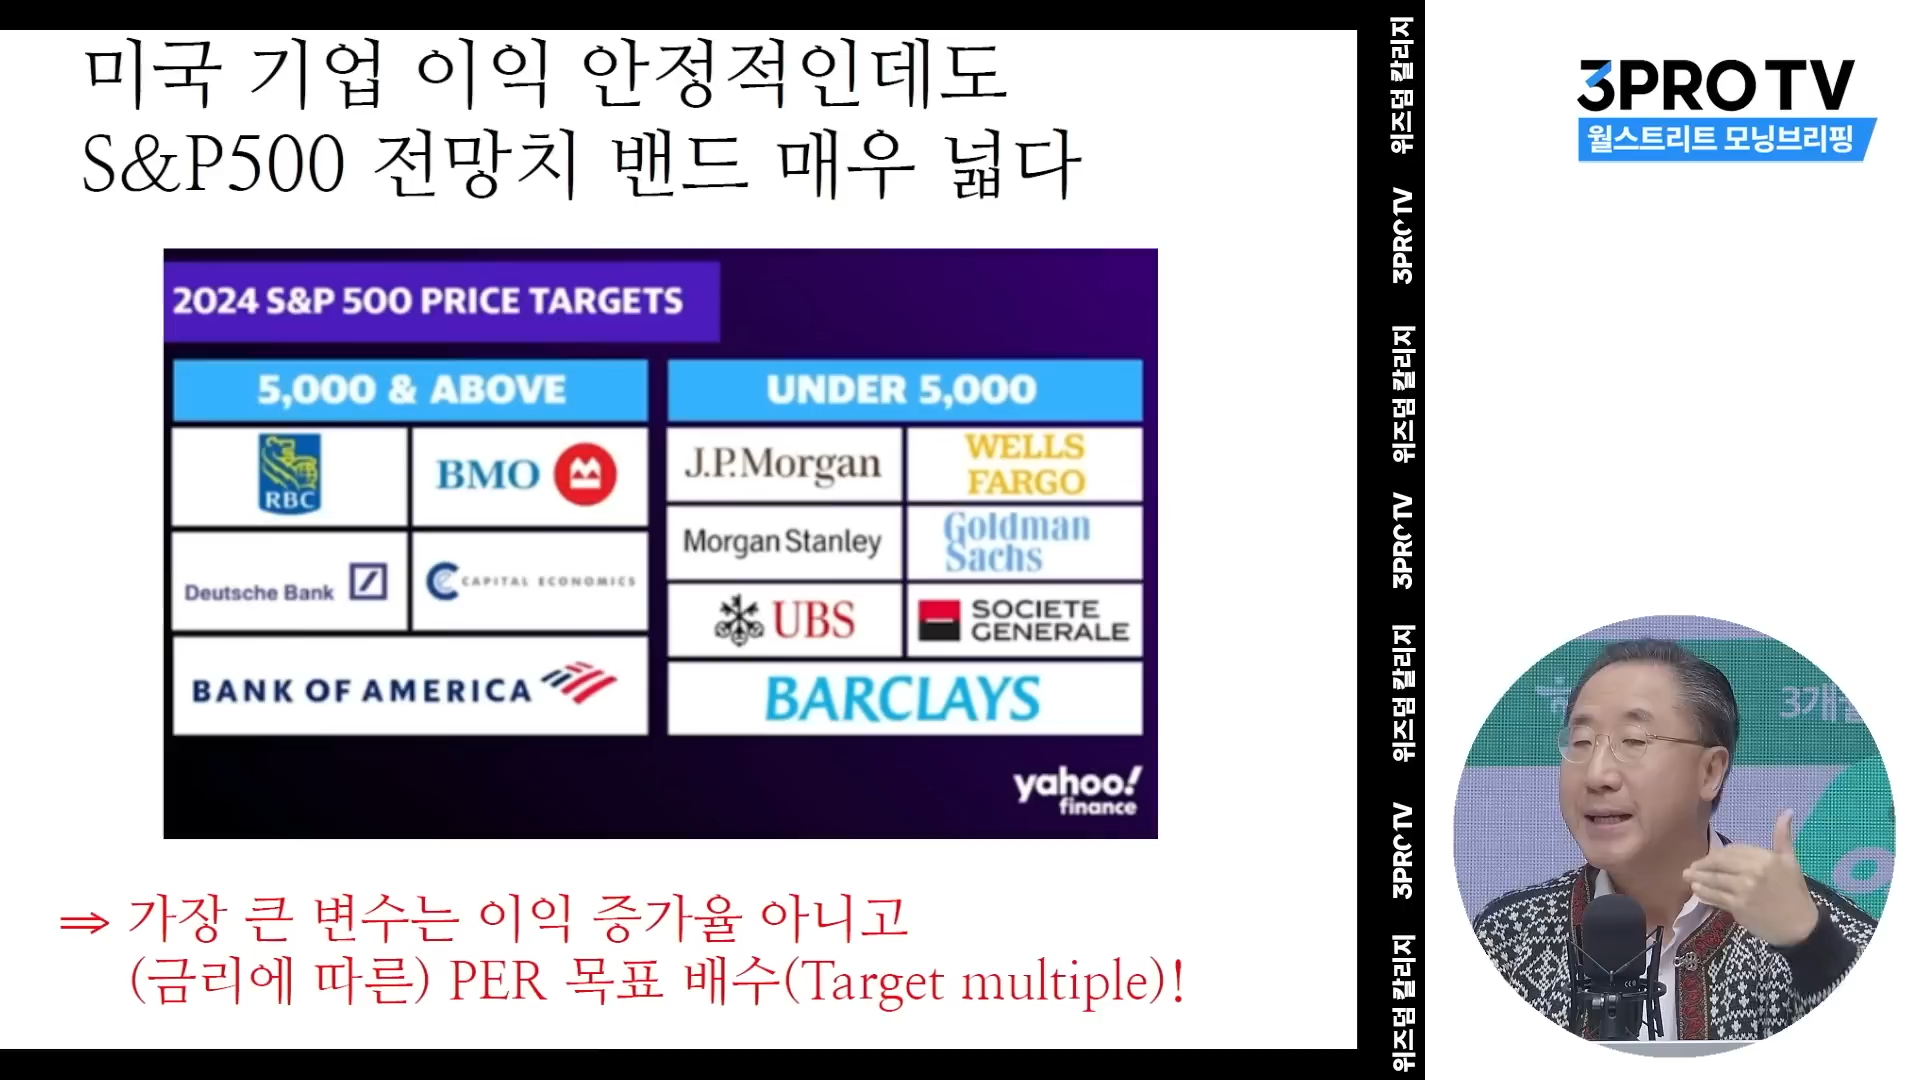 미국 기업 이익 안정적인데도
S&P500 전망치 밴드 매우 넓다
2024 S&P 500 PRICE TARGETS
5,000 & ABOVE
RBC
BMO
Deutsche Bank
CAPITAL ECONOMICS
BANK OF AMERICA
UNDER 5,000
J.P.Morgan
WELLS
FARGO
Morgan Stanley
Goldman
Sachs
UBS
SOCIETE
GENERALE
BARCLAYS
yahoo!
finance
⇒ 가장 큰 변수는 이익 증가율 아니고
(금리에 따른) PER 목표 배수(Target multiple)!
위즈덤 칼리지
3PROTV
위즈덤 칼리지
3PROTV
위즈덤 칼리지
3PROTV
위즈덤 칼리지
3PRO TV
월스트리트 모닝브리핑